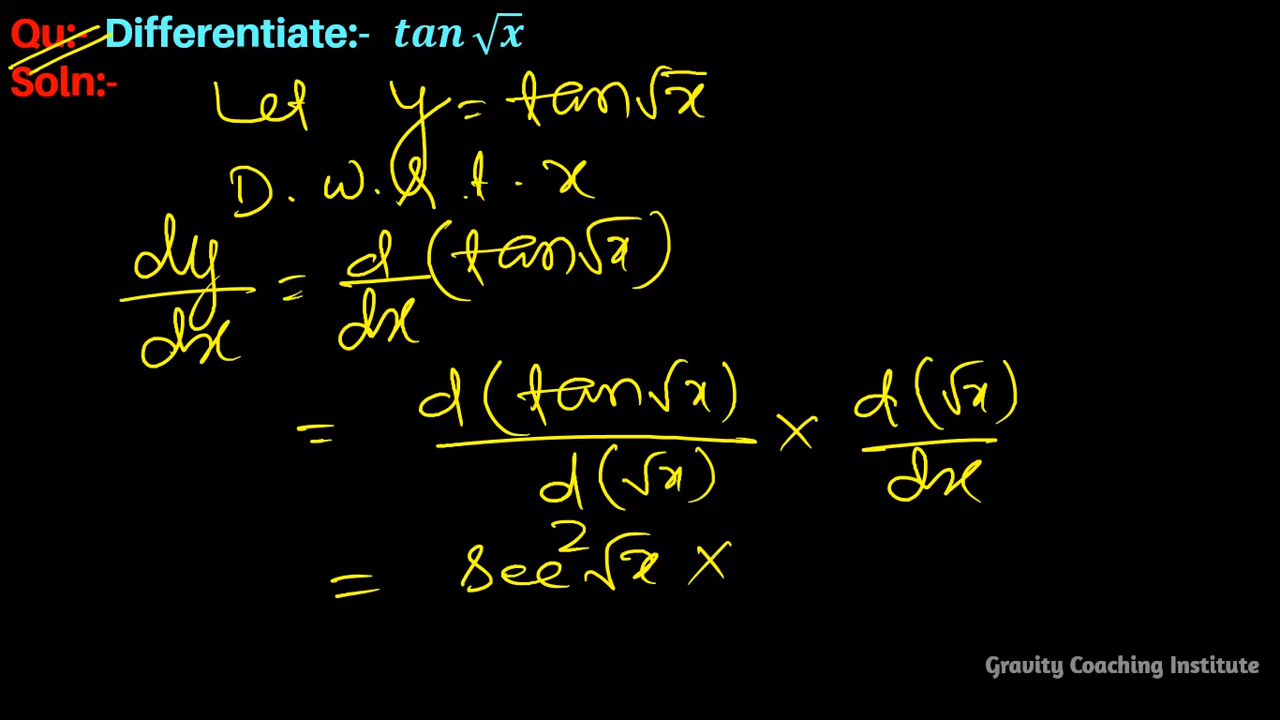 Qu:- Differentiate:- tan √x
Soln:-
Let y = tan√x
D. w. r. t. x
dy/dx = d/dx (tan√x)
= d(tan√x)/d(√x) × d(√x)/dx
= sec²√x ×
Gravity Coaching Institute